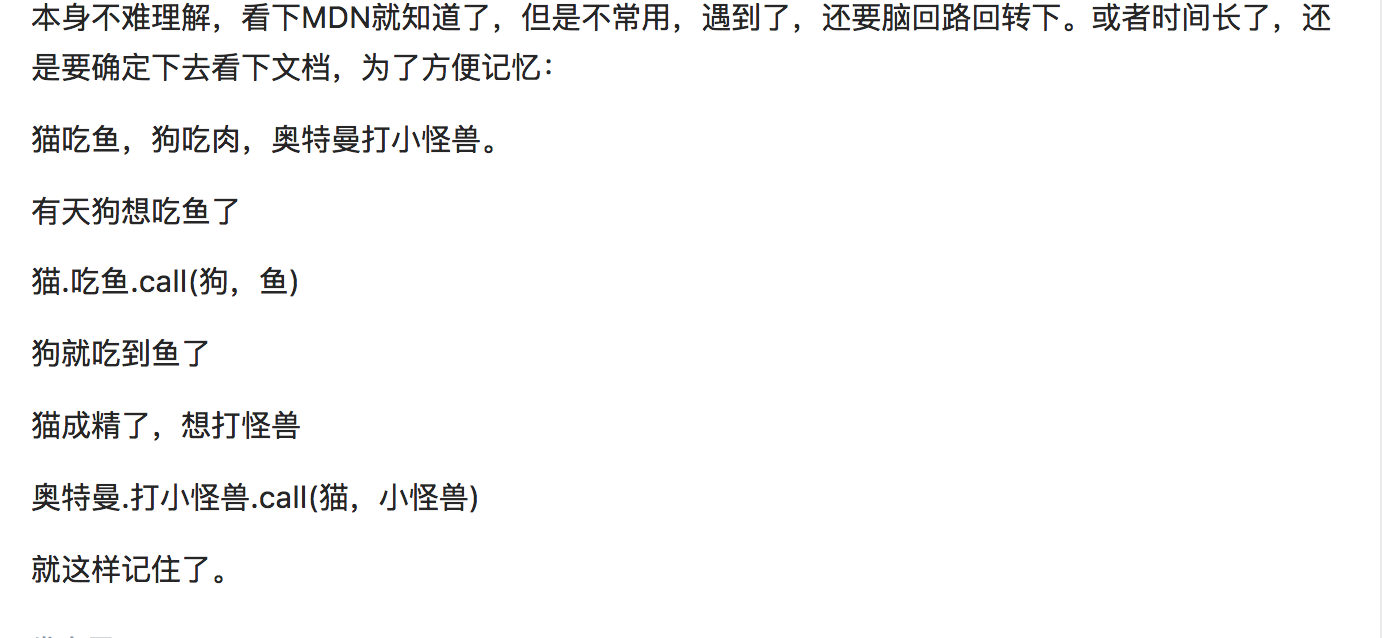 本身不难理解，看下MDN就知道了，但是不常用，遇到了，还要脑回路回转下。或者时间长了，还
是要确定下去看下文档，为了方便记忆：
猫吃鱼，狗吃肉，奥特曼打小怪兽。
有天狗想吃鱼了
猫.吃鱼.call(狗，鱼)
狗就吃到鱼了
猫成精了，想打怪兽
奥特曼.打小怪兽.call(猫，小怪兽)
就这样记住了。